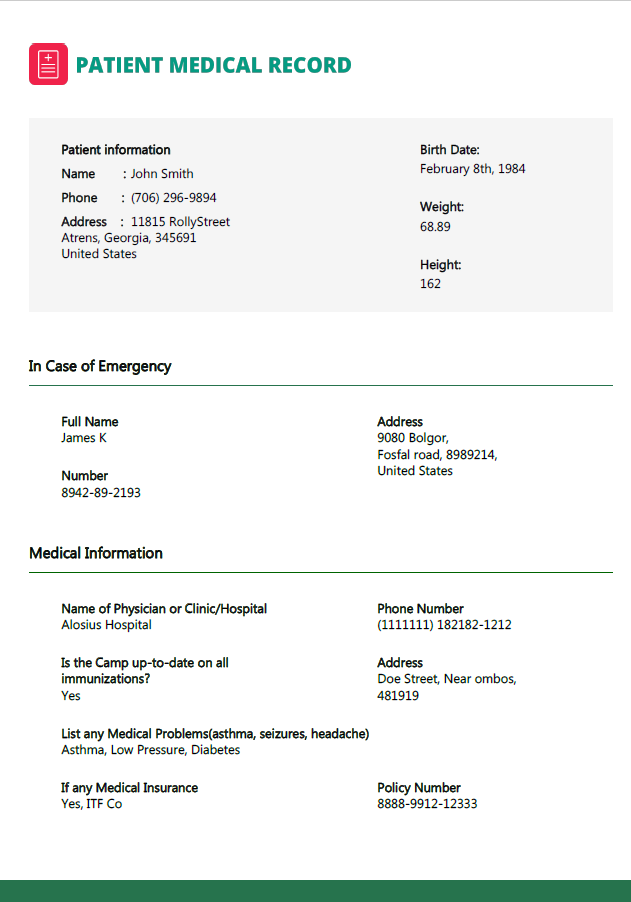 PATIENT MEDICAL RECORD
Patient information
Name : John Smith
Phone : (706) 296-9894
Address : 11815 RollyStreet
Atrens, Georgia, 345691
United States
Birth Date:
February 8th, 1984
Weight:
68.89
Height:
162
In Case of Emergency
Full Name
James K
Number
8942-89-2193
Address
9080 Bolgor,
Fosfal road, 8989214,
United States
Medical Information
Name of Physician or Clinic/Hospital
Alosius Hospital
Phone Number
(1111111) 182182-1212
Is the Camp up-to-date on all
immunizations?
Yes
Address
Doe Street, Near ombos,
481919
List any Medical Problems(asthma, seizures, headache)
Asthma, Low Pressure, Diabetes
If any Medical Insurance
Yes, ITF Co
Policy Number
8888-9912-12333